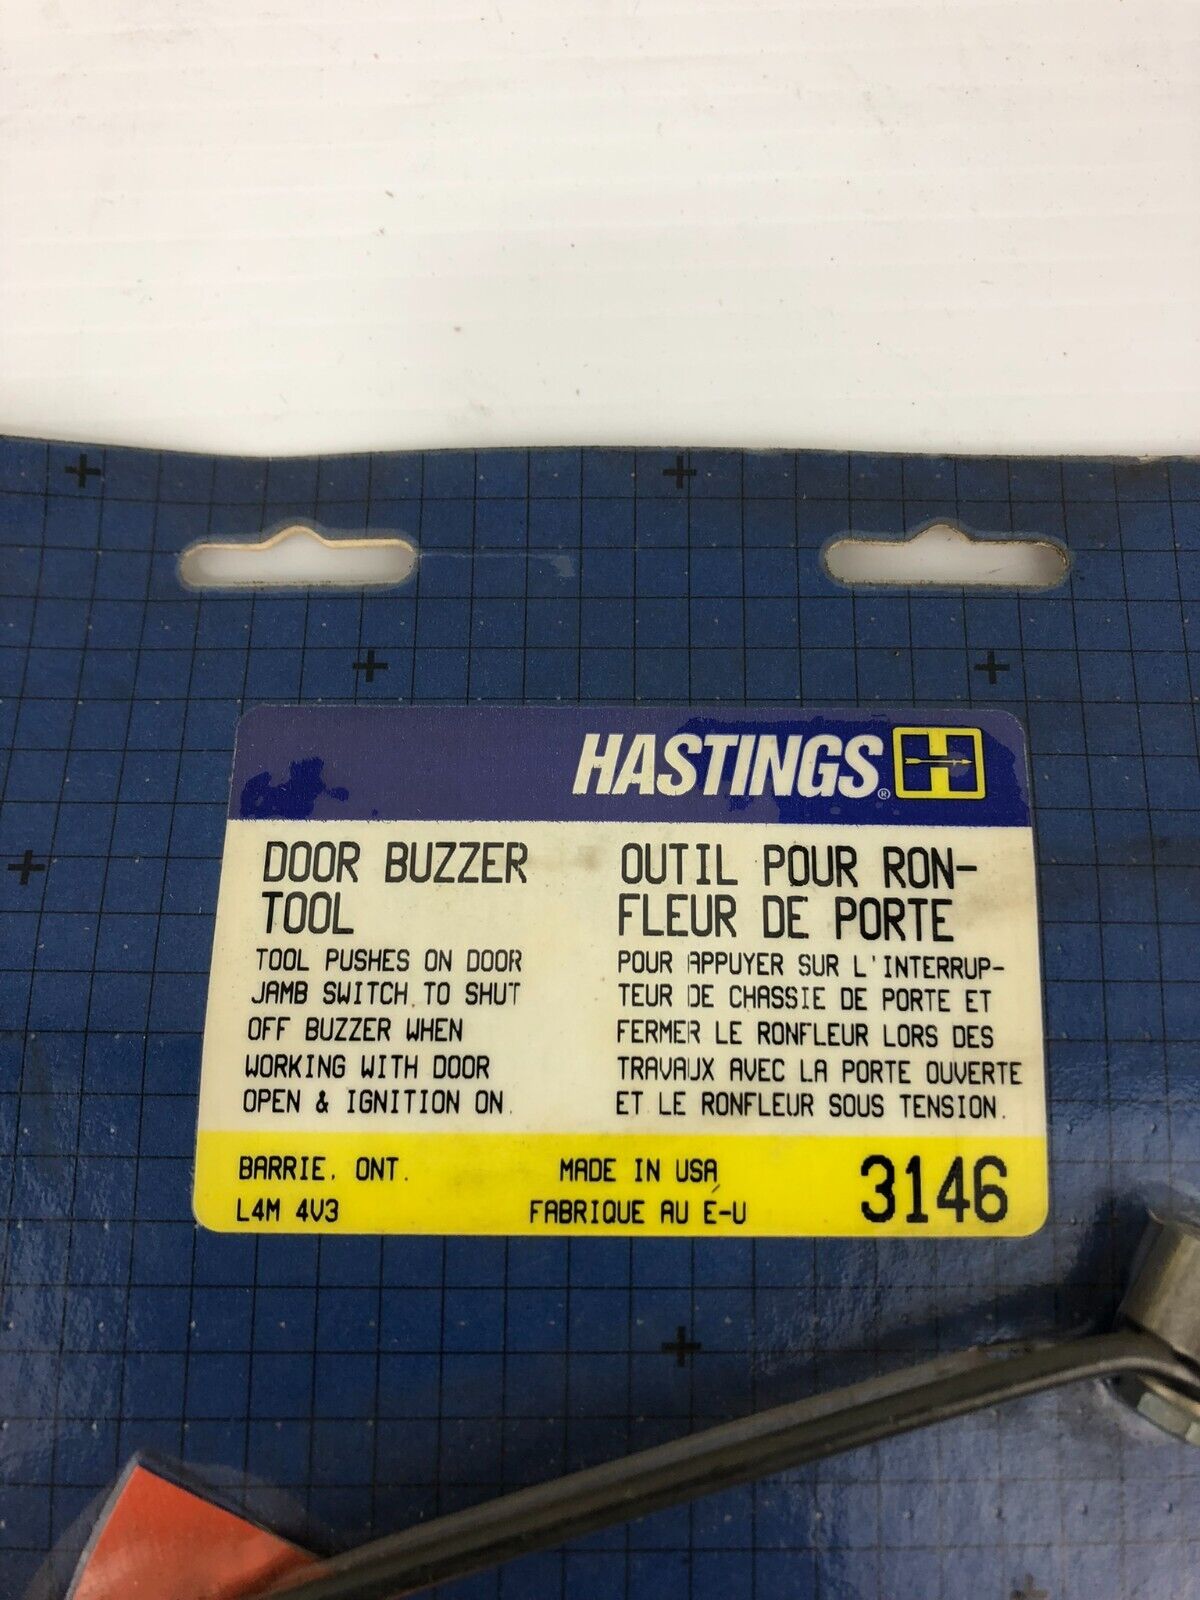 HASTINGS® H
DOOR BUZZER
TOOL
TOOL PUSHES ON DOOR
JAMB SWITCH TO SHUT
OFF BUZZER WHEN
WORKING WITH DOOR
OPEN & IGNITION ON.
OUTIL POUR RON-
FLEUR DE PORTE
POUR APPUYER SUR L'INTERRUP-
TEUR DE CHASSIE DE PORTE ET
FERMER LE RONFLEUR LORS DES
TRAVAUX AVEC LA PORTE OUVERTE
ET LE RONFLEUR SOUS TENSION.
BARRIE, ONT.
L4M 4V3
MADE IN USA
FABRIQUE AU É-U
3146